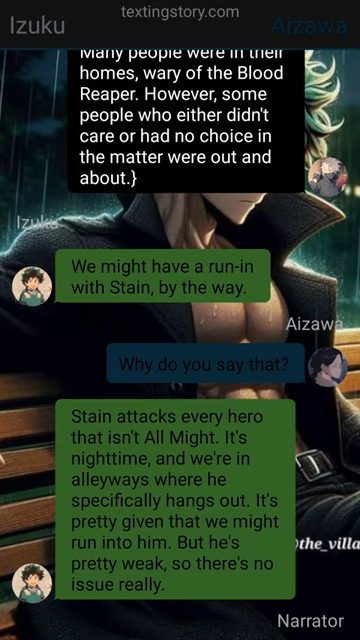 textingstory.com
Izuku
Aizawa
Many people were in their
homes, wary of the Blood
Reaper. However, some
people who either didn't
care or had no choice in
the matter were out and
about.}
Izuku
We might have a run-in
with Stain, by the way.
Aizawa
Why do you say that?
Stain attacks every hero
that isn't All Might. It's
nighttime, and we're in
alleyways where he
specifically hangs out. It's
pretty given that we might
run into him. But he's
pretty weak, so there's no
issue really.
@the_villa
Narrator